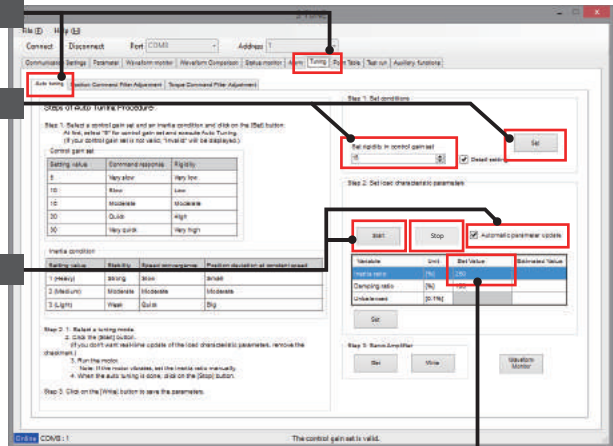 File (F) Help (H)
Connect Disconnect Port COM8 Address 1
Communication Settings Parameter Waveform monitor Waveform Comparison Status monitor Alarm Tuning Point Table Test run Auxiliary functions
Auto tuning Position Command Filter Adjustment Torque Command Filter Adjustment
Steps of Auto Tuning Procedure
Step 1. Select a control gain set and an inertia condition and click on the [Set] button.
At first, select "5" for control gain set and execute Auto Tuning.
(If your control gain set is not valid, "Invalid" will be displayed.)
Control gain set
Setting value Command response Rigidity
5 Very slow Very low
10 Slow Low
15 Moderate Moderate
20 Quick High
30 Very quick Very high
Inertia condition
Setting value Stability Speed convergence Position deviation at constant speed
1 (Heavy) Strong Slow Small
2 (Medium) Moderate Moderate Moderate
3 (Light) Weak Quick Big
Step 2. 1. Select a tuning mode.
2. Click the [Start] button.
(If you don't want real-time update of the load characteristic parameters, remove the
checkment.)
3. Run the motor.
Note: If the motor vibrates, set the inertia ratio manually.
4. When the auto tuning is done, click on the [Stop] button.
Step 3. Click on the [Write] button to save the parameters.
Step 1. Set conditions
Set rigidity in control gain set
Detail setting
Set
Step 2. Set load characteristic parameters
Start Stop Automatic parameter update
Variable Unit Set Value Estimated Value
Inertia ratio [%] 250
Damping ratio [%] 100
Unbalanced [0.1%]
Set
Step 3. Servo Amplifier
Write Waveform
Monitor
Online COM8 : 1 The control gain set is valid.